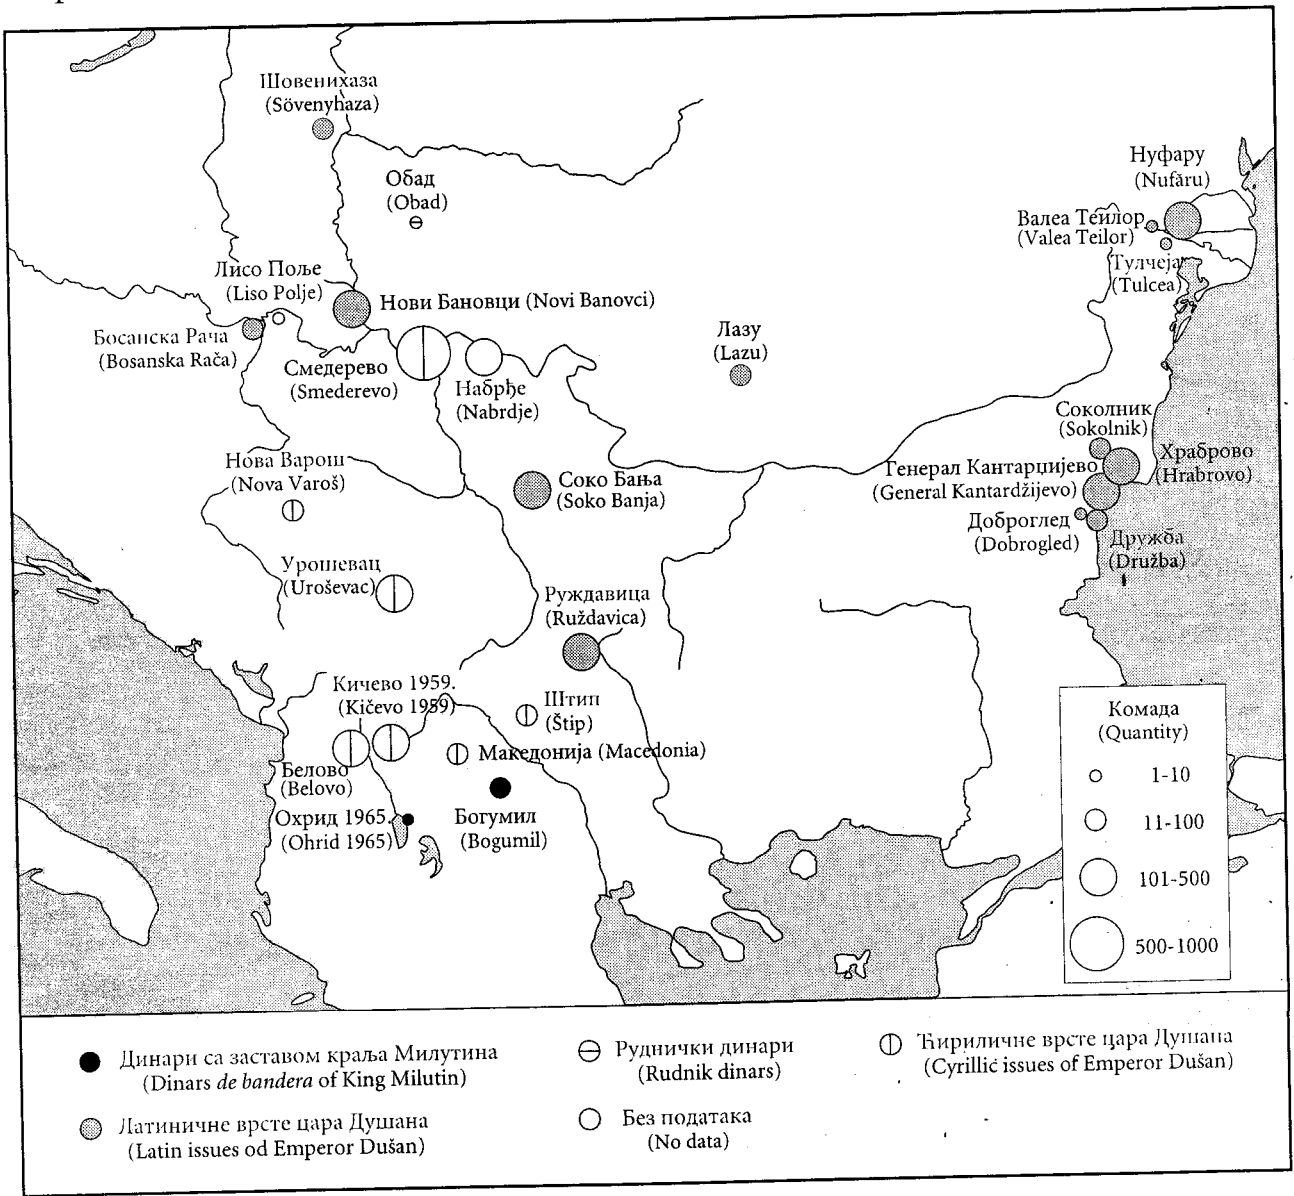 Шовенихаза
(Sövenyhaza)
Обад
(Obad)
Нуфару
(Nufăru)
Валеа Теилор
(Valea Teilor)
Тулчеја
(Tulcea)
Лисо Поље
(Liso Polje)
Нови Бановци (Novi Banovci)
Босанска Рача
(Bosanska Rača)
Смедерево
(Smederevo)
Набрђе
(Nabrdje)
Лазу
(Lazu)
Соколник
(Sokolnik)
Храброво
(Hrabrovo)
Генерал Кантарџијево
(General Kantardžijevo)
Доброглед
(Dobrogled)
Дружба
(Družba)
Нова Варош
(Nova Varoš)
Соко Бања
(Soko Banja)
Урошевац
(Uroševac)
Руждавица
(Ruždavica)
Кичево 1959.
(Kičevo 1959)
Штип
(Štip)
Македонија (Macedonia)
Белово
(Belovo)
Охрид 1965.
(Ohrid 1965)
Богумил
(Bogumil)
Комада
(Quantity)
1-10
11-100
101-500
500-1000
Динари са заставом краља Милутина
(Dinars de bandera of King Milutin)
Латиничне врсте цара Душана
(Latin issues od Emperor Dušan)
Руднички динари
(Rudnik dinars)
Без података
(No data)
Ћириличне врсте цара Душана
(Cyrillic issues of Emperor Dušan)